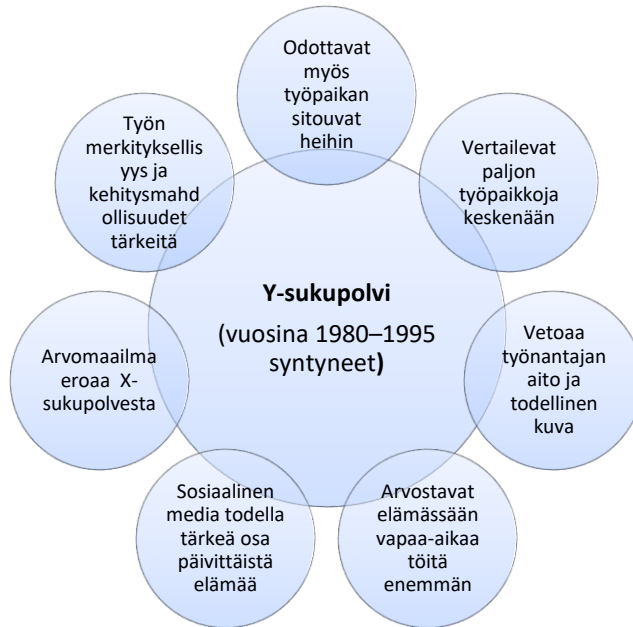 Odottavat
myös
työpaikan
sitouvat
heihin
Vertailevat
paljon
työpaikkoja
keskenään
Vetoaa
työnantajan
aito ja
todellinen
kuva
Arvostavat
elämässään
vapaa-aikaa
töitä
enemmän
Sosiaalinen
media todella
tärkeä osa
päivittäistä
elämää
Arvomaailma
eroaa X-
sukupolvesta
Työn
merkityksellis
yys ja
kehitysmahd
ollisuudet
tärkeitä
Y-sukupolvi
(vuosina 1980–1995
syntyneet)